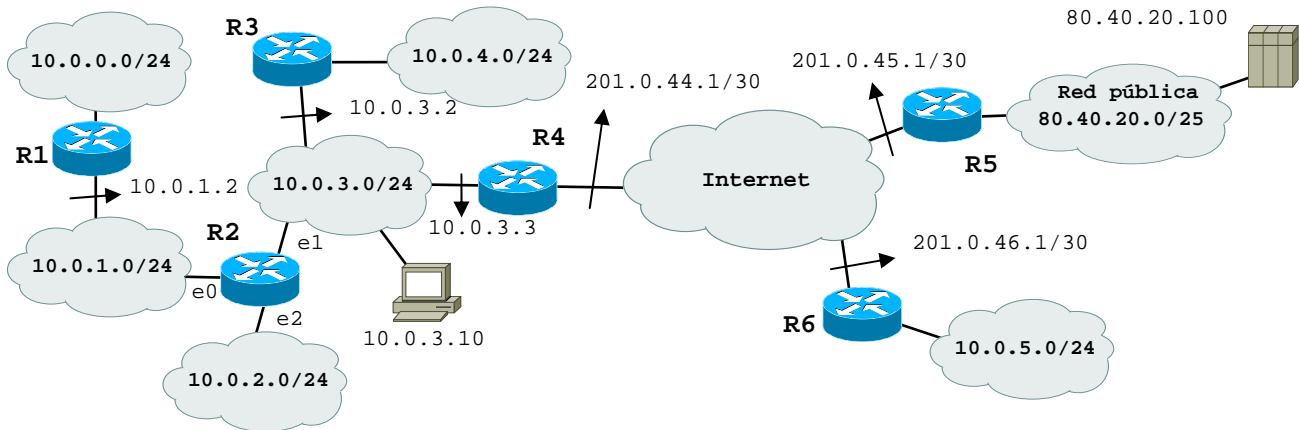 80.40.20.100
R3
10.0.0.0/24
10.0.4.0/24
201.0.44.1/30
201.0.45.1/30
Red pública
80.40.20.0/25
10.0.3.2
R4
R1
R5
10.0.3.0/24
Internet
10.0.1.2
10.0.3.3
R2
e1
201.0.46.1/30
10.0.1.0/24
e0
e2
R6
10.0.3.10
10.0.5.0/24
10.0.2.0/24